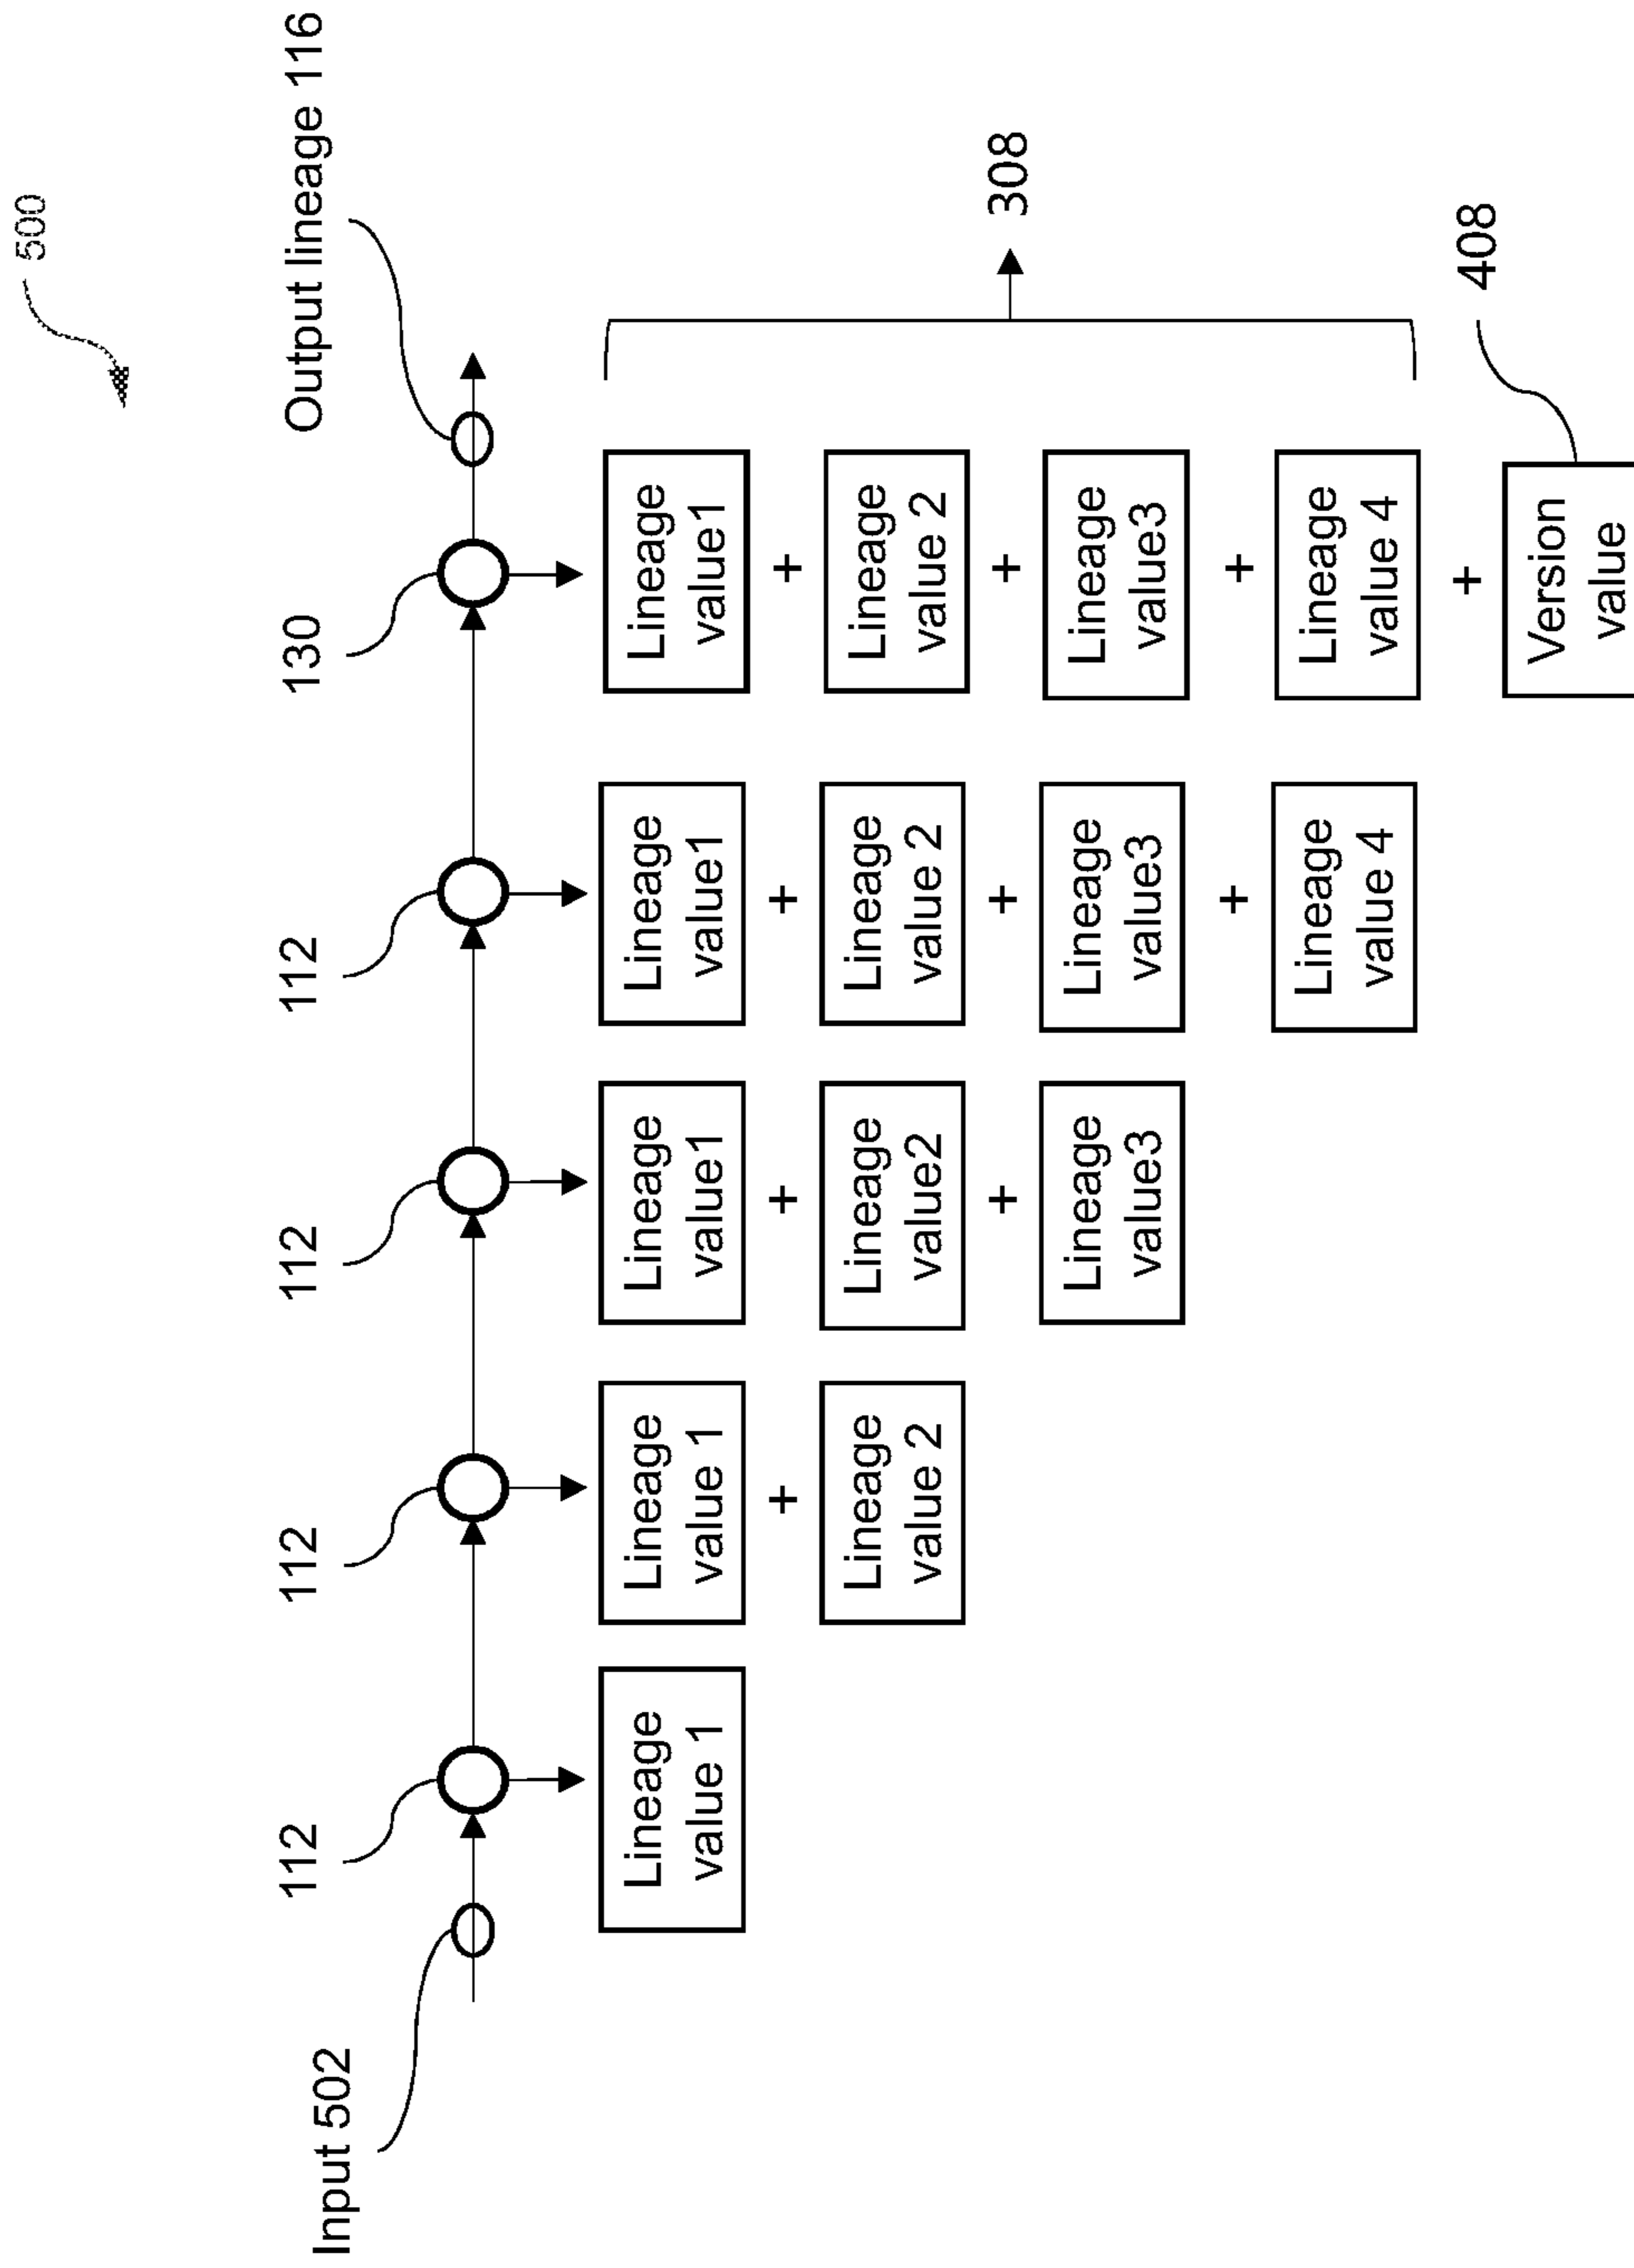 500
Output lineage 116
Input 502
112
112
112
112
130
Lineage
value 1
Lineage
value 1
+
Lineage
value 2
Lineage
value1
+
Lineage
value2
+
Lineage
value3
Lineage
value1
+
Lineage
value 2
+
Lineage
value3
+
Lineage
value 4
Lineage
value1
+
Lineage
value 2
+
Lineage
value3
+
Lineage
value 4
+
Version
value
308
408